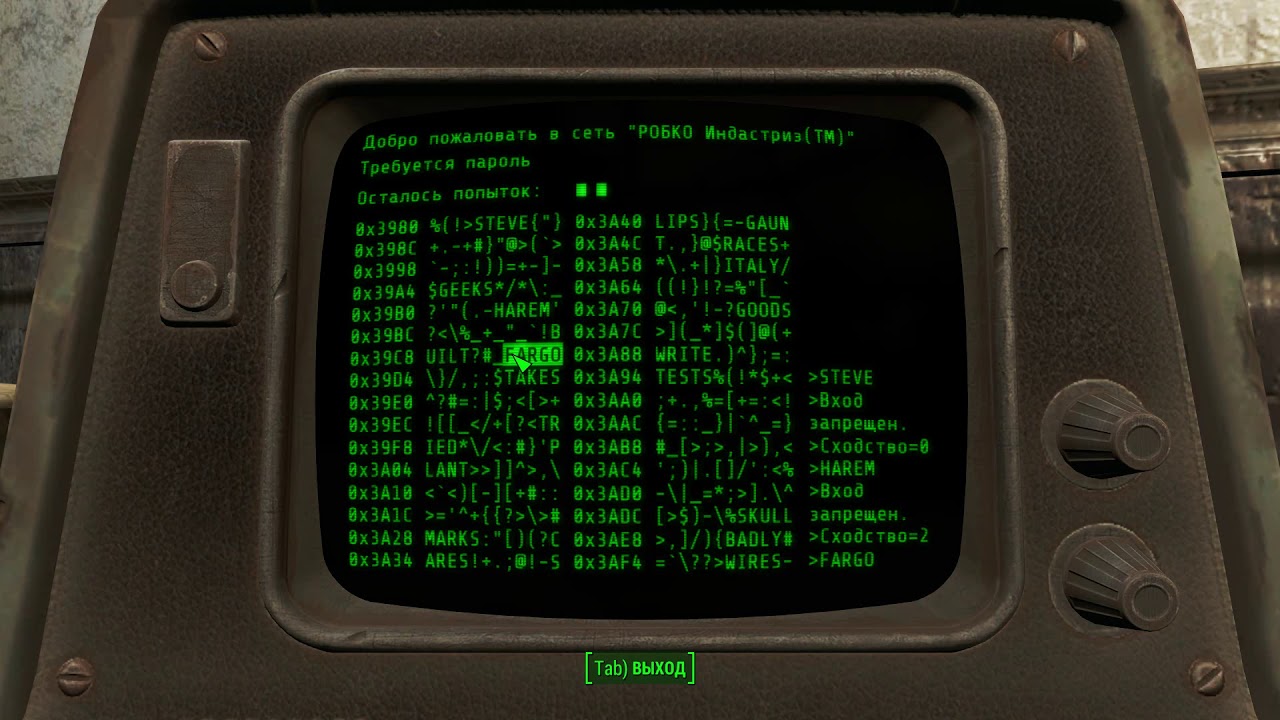 Добро пожаловать в сеть "РОБКО Индастриз(ТМ)"
Требуется пароль
Осталось попыток: ■ ■
0x3980 %(!>STEVE{"} 0x3A40 LIPS}{=-GAUN
0x398C +.-+#}"@>(`> 0x3A4C T.,}@$RACES+
0x3998 `-;:!))=+-]- 0x3A58 *\.+|}ITALY/
0x39A4 $GEEKS*/*\:_ 0x3A64 ((!}!?=%"[_`
0x39B0 ?'"(.-HAREM' 0x3A70 @<,'!-?GOODS
0x39BC ?<\%_+_"_`!B 0x3A7C >](_*]$(]@(+
0x39C8 UILT?#_FARGO 0x3A88 WRITE.)^};=:
0x39D4 \}/,;:$TAKES 0x3A94 TESTS%(!*$+< >STEVE
0x39E0 ^?#=:|$;<[>+ 0x3AA0 ;+.,%=[+=:<! >Вход
0x39EC ![[_</+[?<TR 0x3AAC {=::_}|`^_=} запрещен.
0x39F8 IED*\/<:#}'P 0x3AB8 #_[>;>,|>),< >Сходство=0
0x3A04 LANT>>]]^>,\ 0x3AC4 ';)|.[]/':<% >HAREM
0x3A10 <`<)[-][+#:: 0x3AD0 -\|_=*;>].\^ >Вход
0x3A1C >='^+{{?>\># 0x3ADC [>$)-\%SKULL запрещен.
0x3A28 MARKS:"[)(?C 0x3AE8 >,]/){BADLY# >Сходство=2
0x3A34 ARES!+.;@!-S 0x3AF4 =`\??>WIRES- >FARGO
[Tab) ВЫХОД]